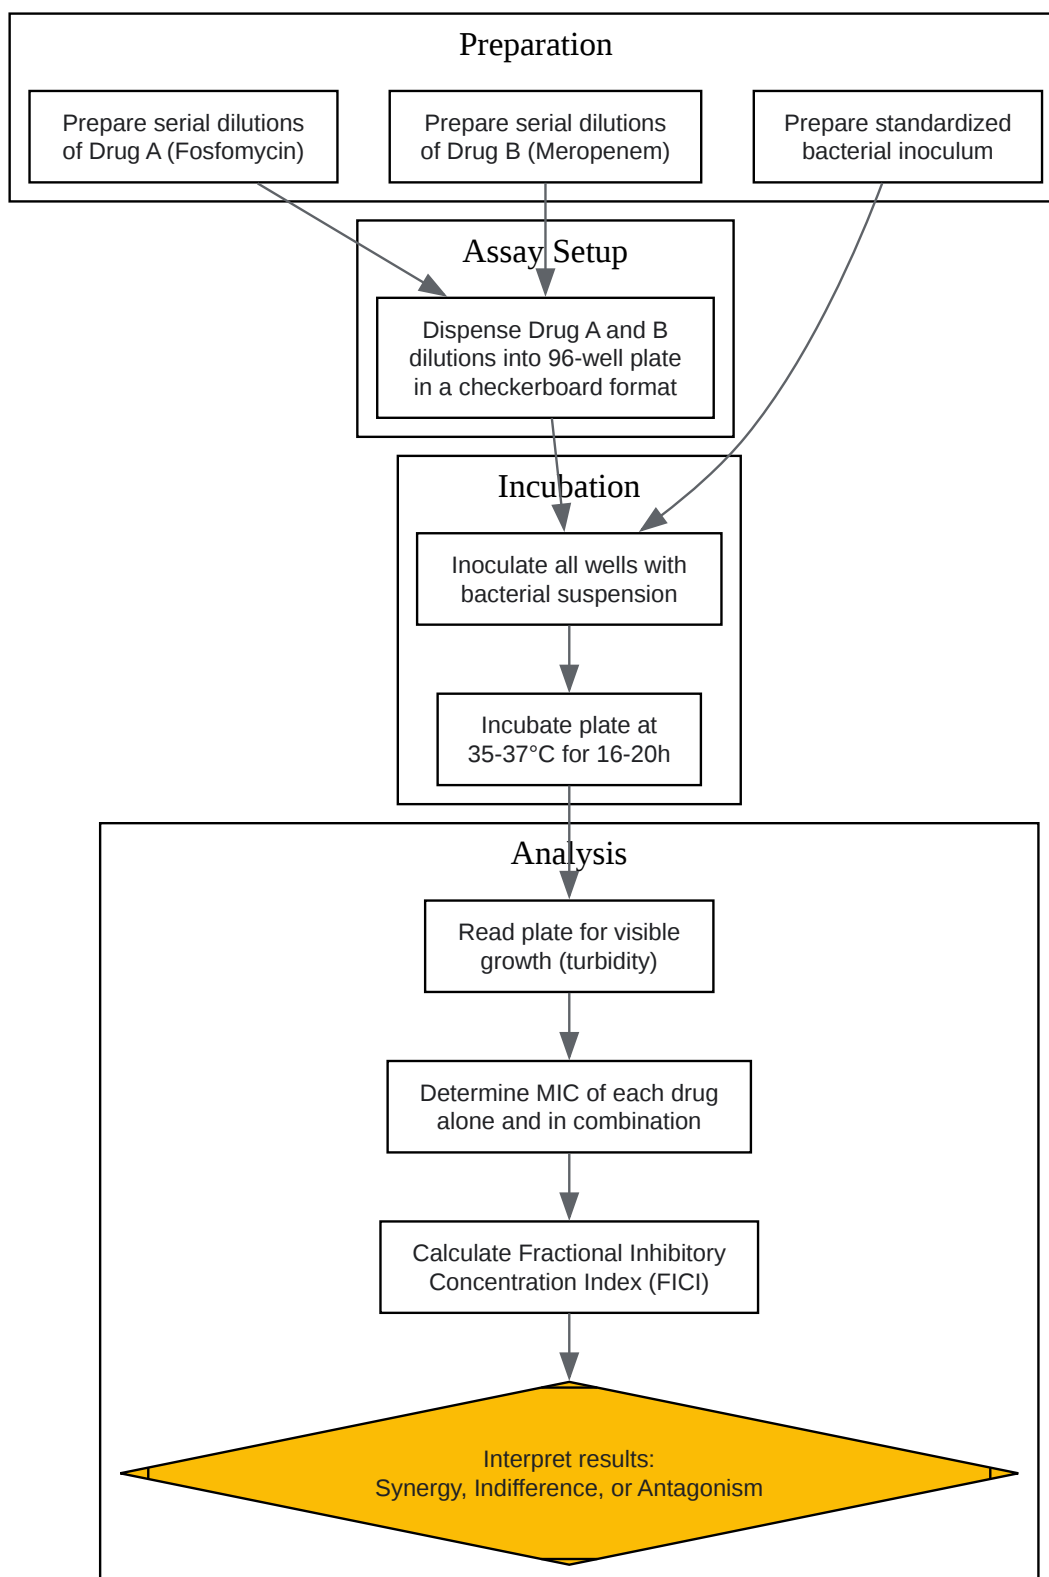 Preparation
Prepare serial dilutions
of Drug A (Fosfomycin)
Prepare serial dilutions
of Drug B (Meropenem)
Prepare standardized
bacterial inoculum
Assay Setup
Dispense Drug A and B
dilutions into 96-well plate
in a checkerboard format
Incubation
Inoculate all wells with
bacterial suspension
Incubate plate at
35-37°C for 16-20h
Analysis
Read plate for visible
growth (turbidity)
Determine MIC of each drug
alone and in combination
Calculate Fractional Inhibitory
Concentration Index (FICI)
Interpret results:
Synergy, Indifference, or Antagonism